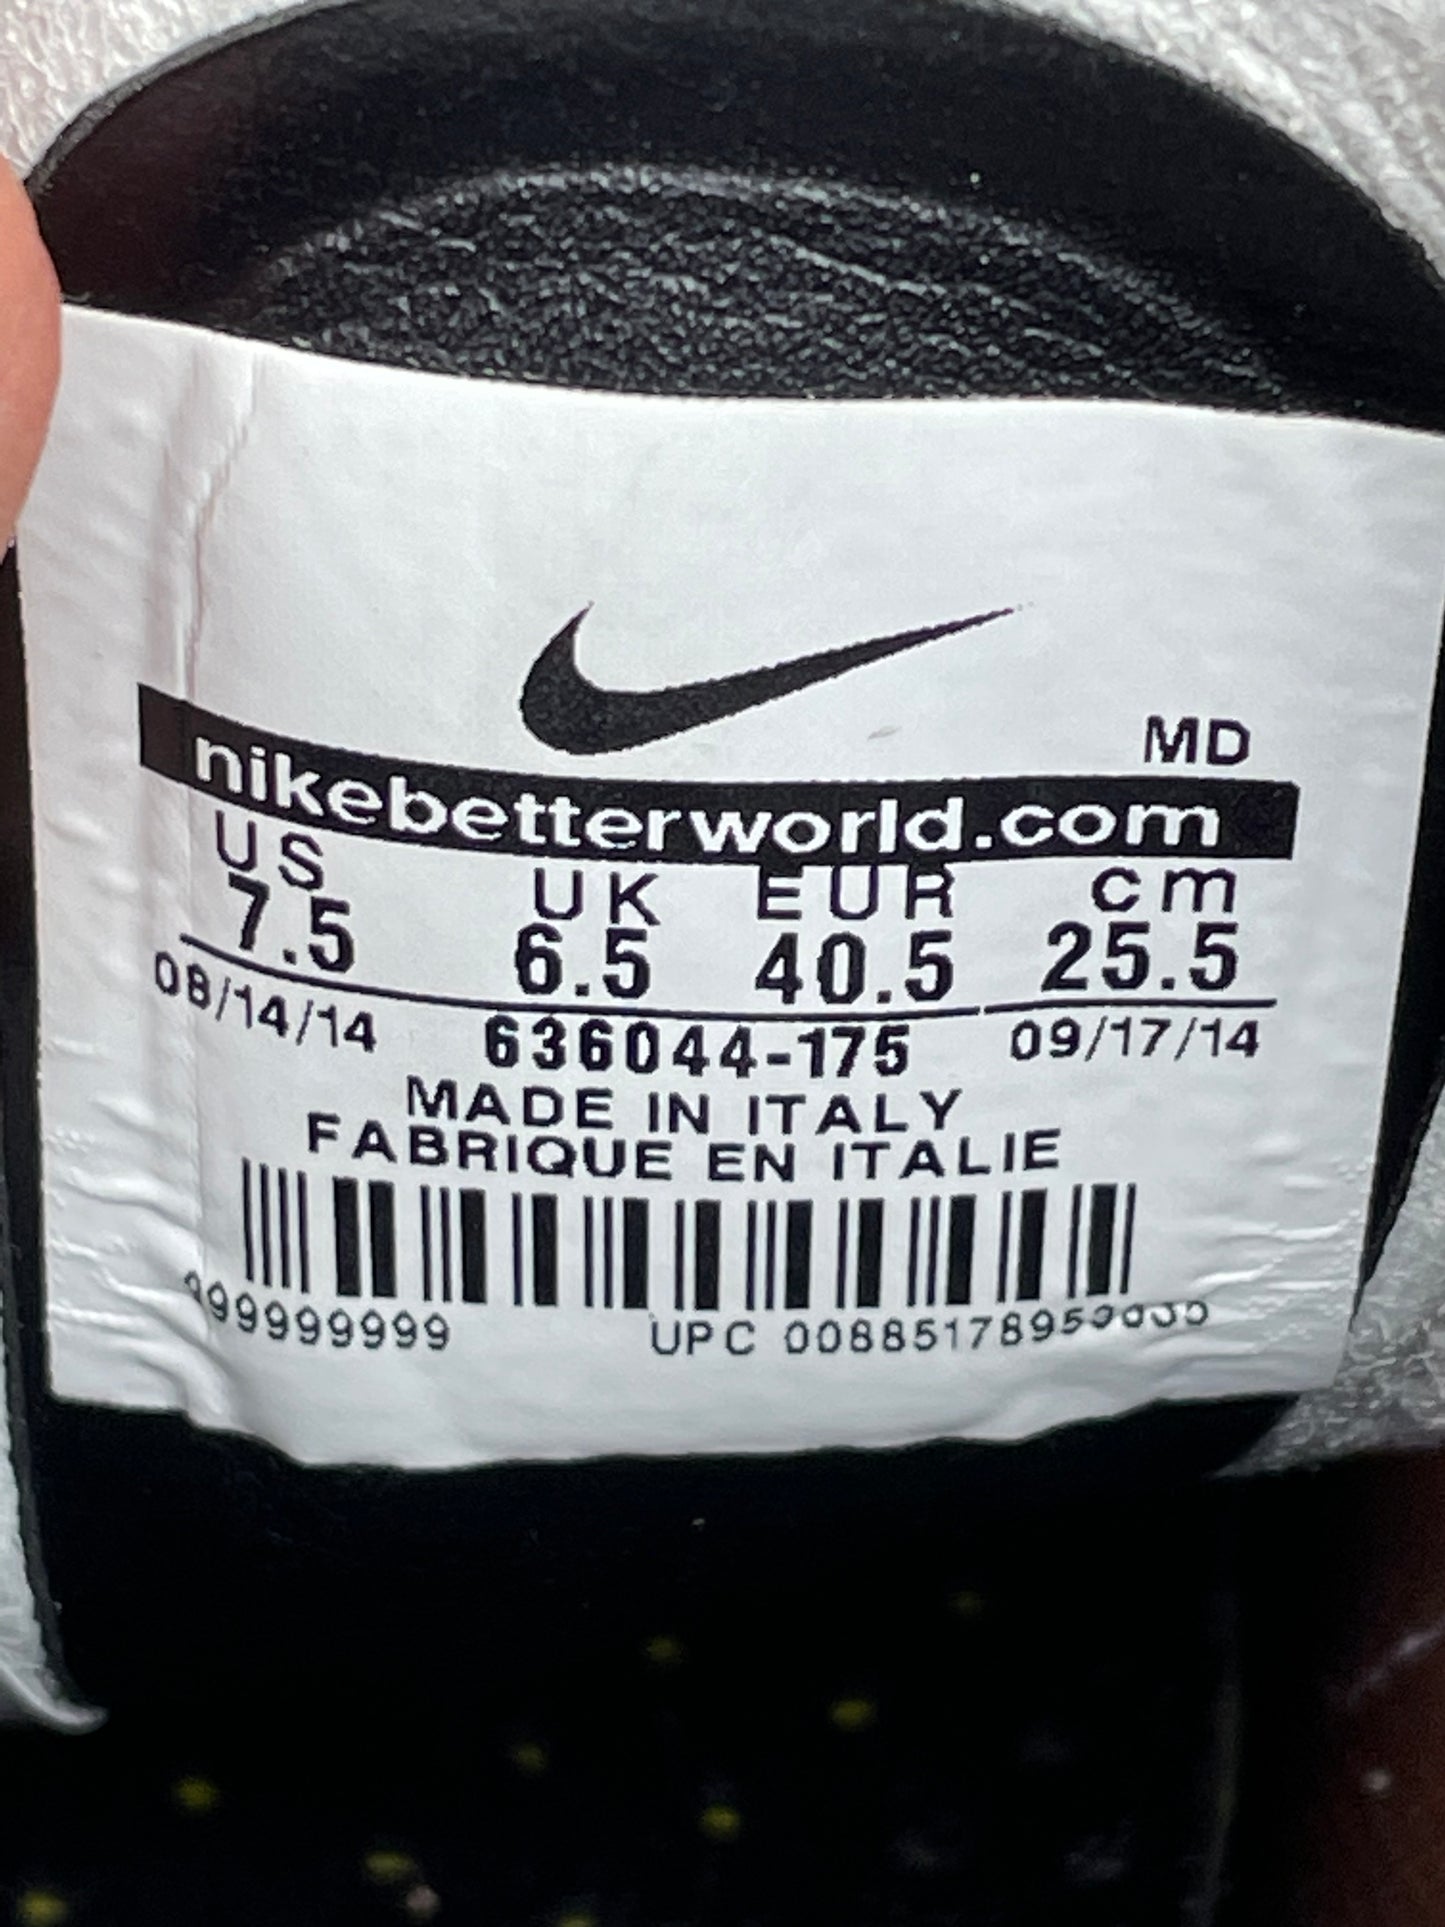 MD
nikebetterworld.com
US UK EUR cm
7.5 6.5 40.5 25.5
08/14/14 636044-175 09/17/14
MADE IN ITALY
FABRIQUE EN ITALIE
UPC